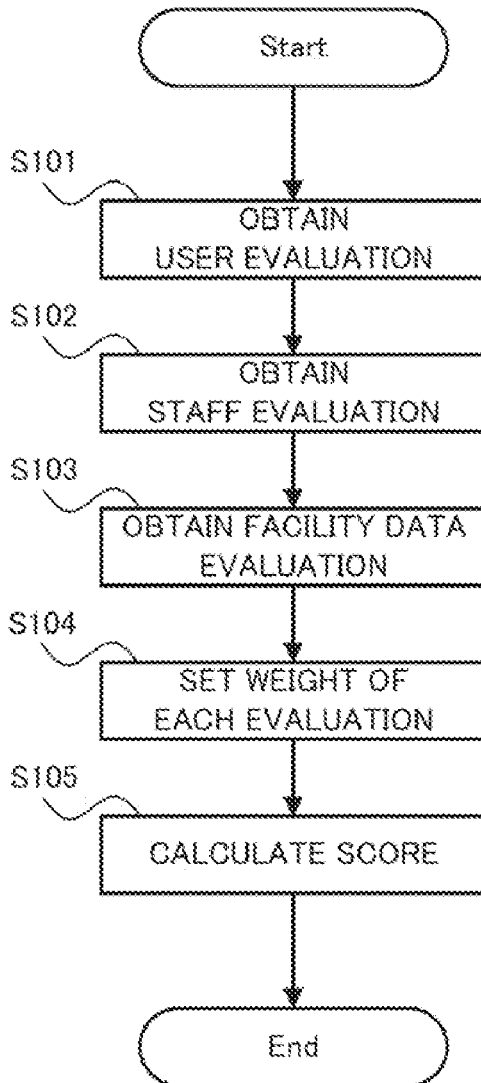 Start
S101
OBTAIN
USER EVALUATION
S102
OBTAIN
STAFF EVALUATION
S103
OBTAIN FACILITY DATA
EVALUATION
S104
SET WEIGHT OF
EACH EVALUATION
S105
CALCULATE SCORE
End